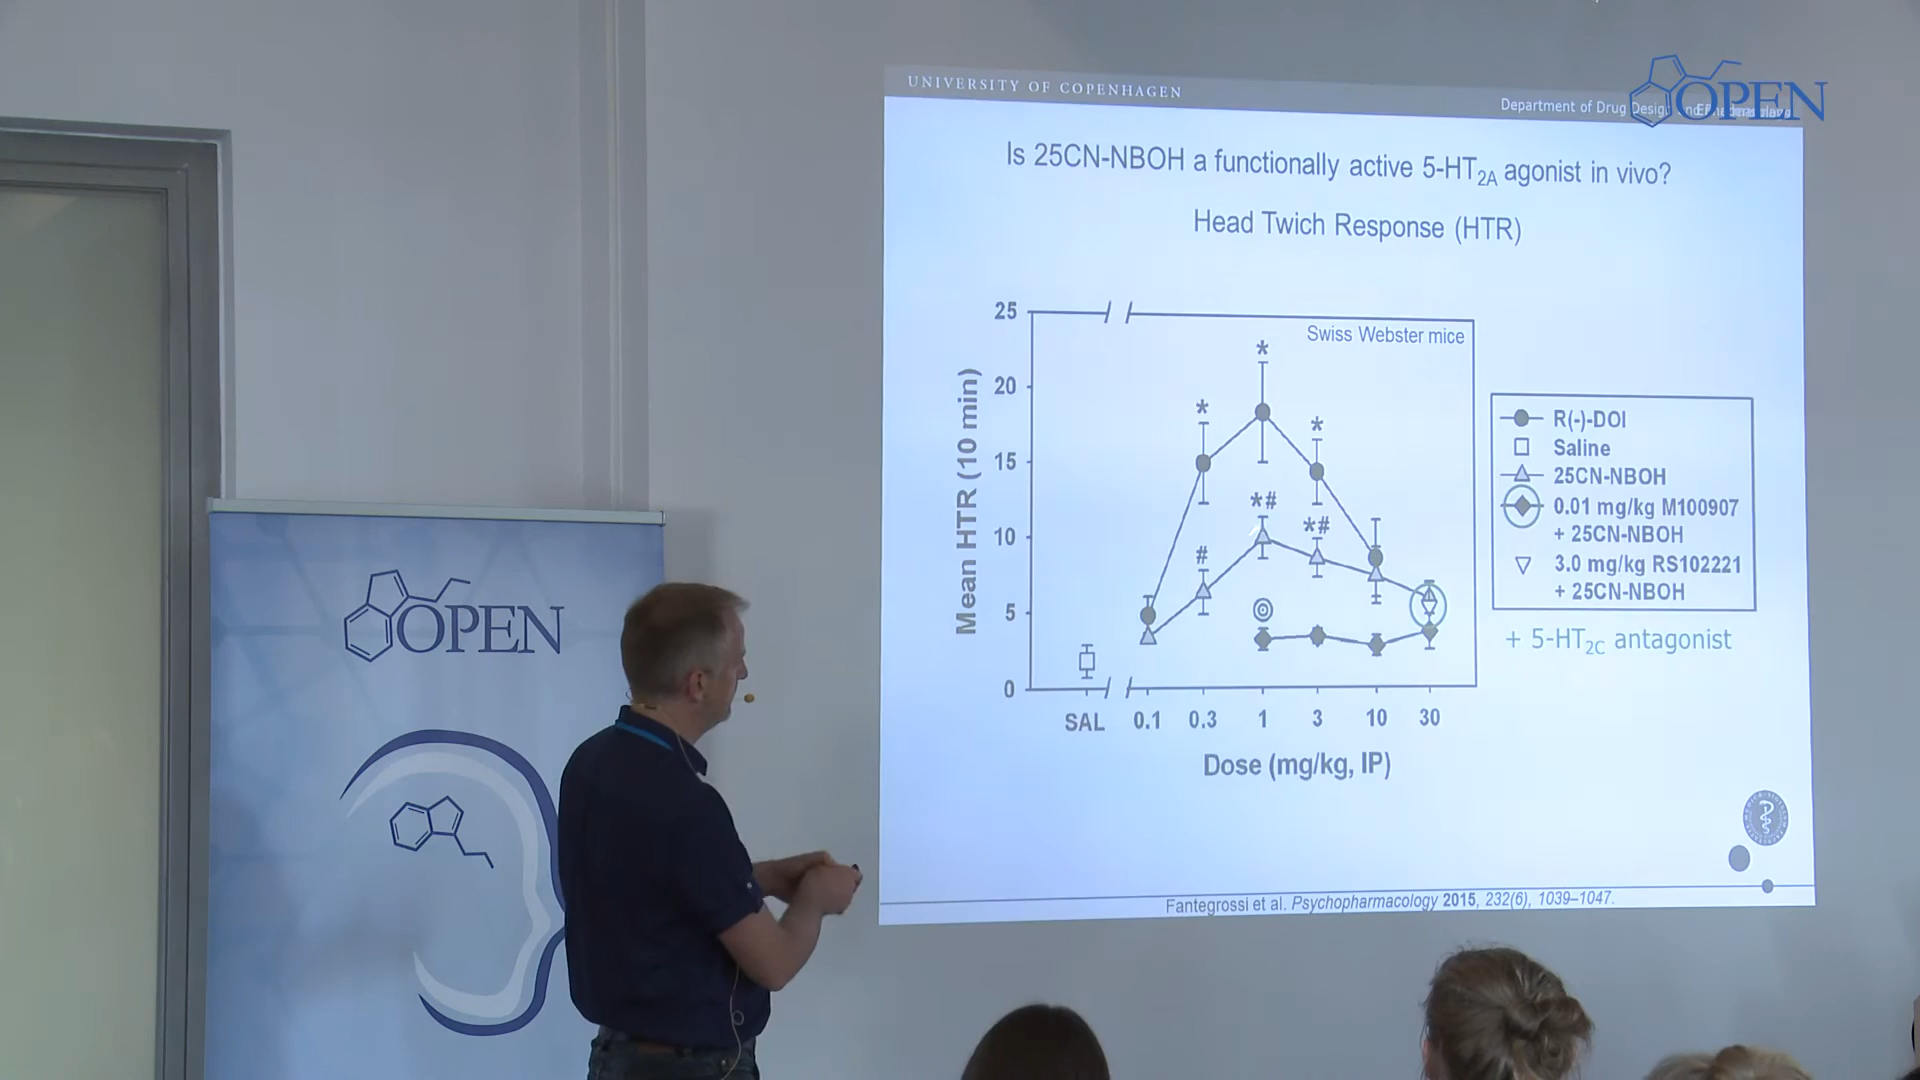 UNIVERSITY OF COPENHAGEN
Department of Drug Design and
OPEN
Is 25CN-NBOH a functionally active 5-HT2A agonist in vivo?
Head Twich Response (HTR)
Swiss Webster mice
25
20
15
10
5
0
Mean HTR (10 min)
*
*
*
*#
*#
#
SAL 0.1 0.3 1 3 10 30
Dose (mg/kg, IP)
R(-)-DOI
Saline
25CN-NBOH
0.01 mg/kg M100907
+ 25CN-NBOH
3.0 mg/kg RS102221
+ 25CN-NBOH
+ 5-HT2C antagonist
Fantegrossi et al. Psychopharmacology 2015, 232(6), 1039–1047.
OPEN